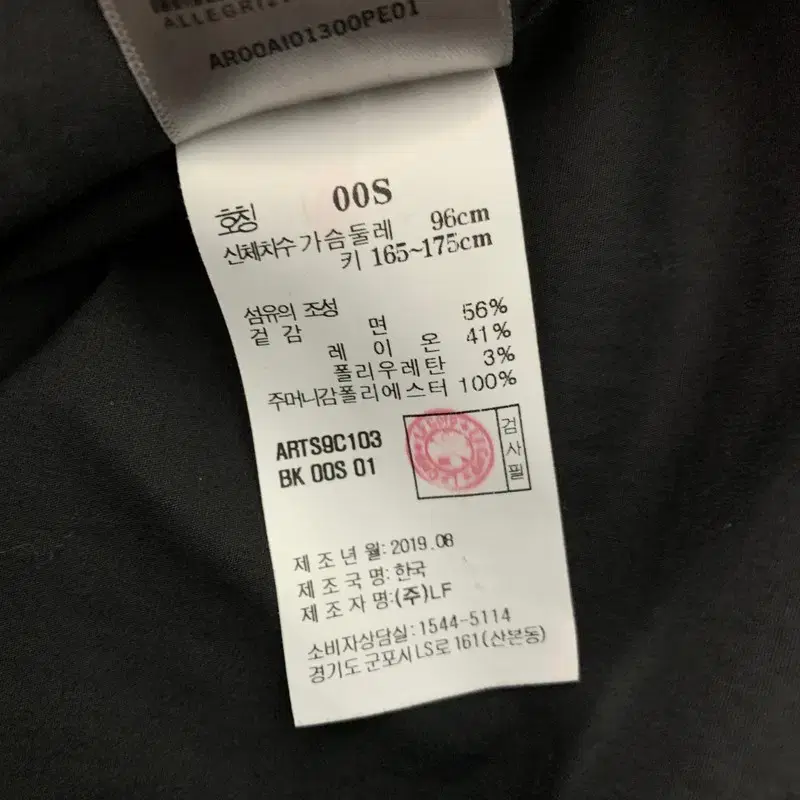 ALLEGRI
AR00AI01300PE01
호칭 00S
신체치수 가슴둘레 96cm
키 165~175cm
섬유의 조성
겉감 면 56%
레이온 41%
폴리우레탄 3%
주머니감 폴리에스터 100%
ARTS9C103
BK 00S 01
검사필
제조년월: 2019.08
제조국명: 한국
제조자명: (주)LF
소비자상담실: 1544-5114
경기도 군포시 LS로 161(산본동)